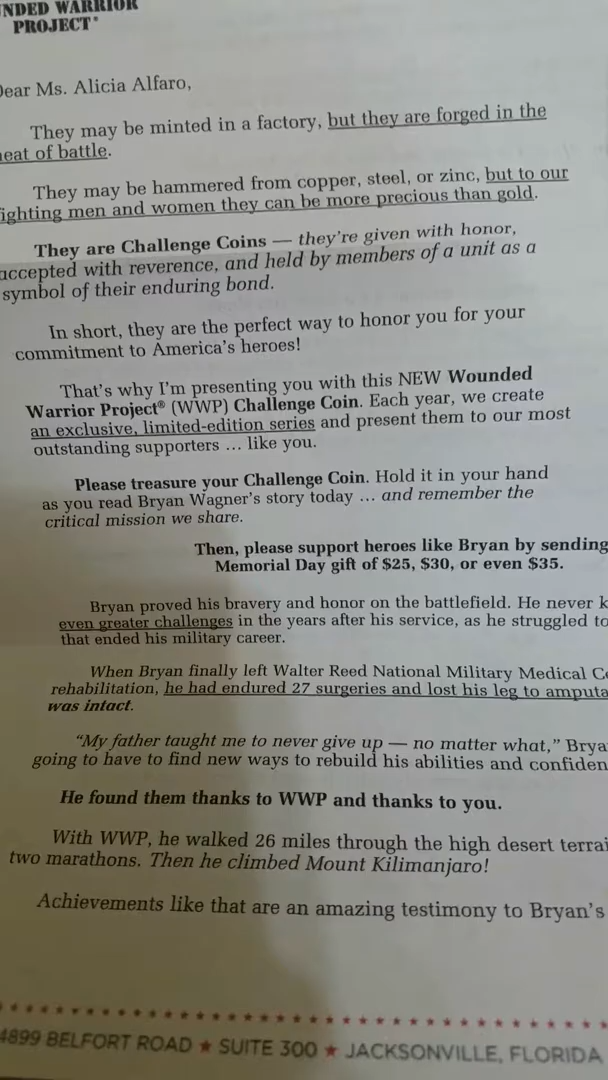 NDED WARRIOR
PROJECT®
Dear Ms. Alicia Alfaro,
They may be minted in a factory, but they are forged in the
heat of battle.
They may be hammered from copper, steel, or zinc, but to our
fighting men and women they can be more precious than gold.
They are Challenge Coins — they're given with honor,
accepted with reverence, and held by members of a unit as a
symbol of their enduring bond.
In short, they are the perfect way to honor you for your
commitment to America's heroes!
That's why I'm presenting you with this NEW Wounded
Warrior Project® (WWP) Challenge Coin. Each year, we create
an exclusive, limited-edition series and present them to our most
outstanding supporters … like you.
Please treasure your Challenge Coin. Hold it in your hand
as you read Bryan Wagner's story today … and remember the
critical mission we share.
Then, please support heroes like Bryan by sending
Memorial Day gift of $25, $30, or even $35.
Bryan proved his bravery and honor on the battlefield. He never k
even greater challenges in the years after his service, as he struggled to
that ended his military career.
When Bryan finally left Walter Reed National Military Medical Ce
rehabilitation, he had endured 27 surgeries and lost his leg to amputa
was intact.
"My father taught me to never give up — no matter what," Brya
going to have to find new ways to rebuild his abilities and confiden
He found them thanks to WWP and thanks to you.
With WWP, he walked 26 miles through the high desert terrai
two marathons. Then he climbed Mount Kilimanjaro!
Achievements like that are an amazing testimony to Bryan's
4899 BELFORT ROAD ★ SUITE 300 ★ JACKSONVILLE, FLORIDA